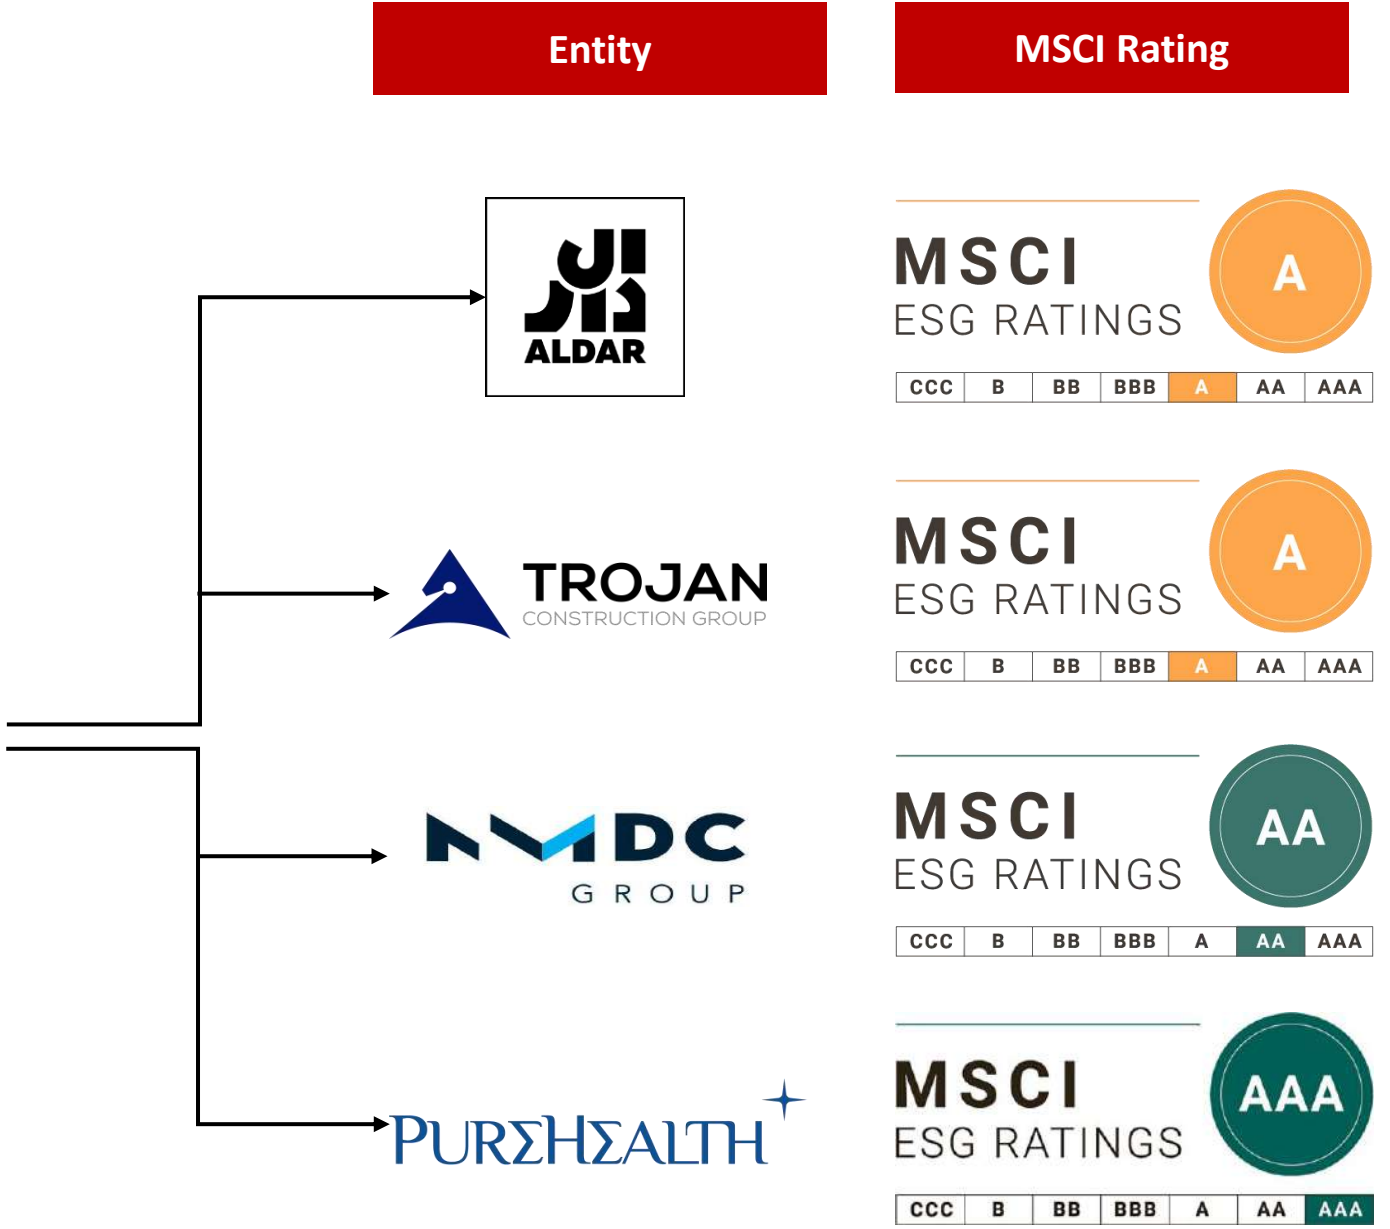 Entity
MSCI Rating
الدار
ALDAR
MSCI
ESG RATINGS
A
CCC B BB BBB A AA AAA
TROJAN
CONSTRUCTION GROUP
MSCI
ESG RATINGS
A
CCC B BB BBB A AA AAA
NMDC
GROUP
MSCI
ESG RATINGS
AA
CCC B BB BBB A AA AAA
PURΣHΣALTH
MSCI
ESG RATINGS
AAA
CCC B BB BBB A AA AAA